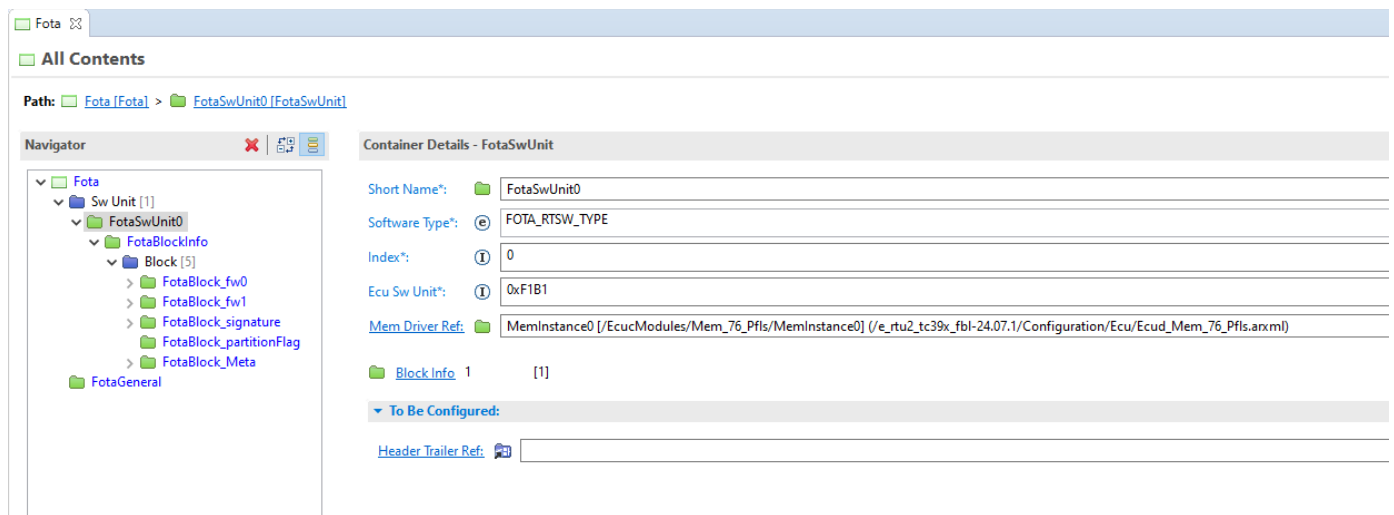 Fota
All Contents
Path: Fota [Fota] > FotaSwUnit0 [FotaSwUnit]
Navigator
Fota
Sw Unit [1]
FotaSwUnit0
FotaBlockInfo
Block [5]
FotaBlock_fw0
FotaBlock_fw1
FotaBlock_signature
FotaBlock_partitionFlag
FotaBlock_Meta
FotaGeneral
Container Details - FotaSwUnit
Short Name*: FotaSwUnit0
Software Type*: e FOTA_RTSW_TYPE
Index*: I 0
Ecu Sw Unit*: I 0xF1B1
Mem Driver Ref: MemInstance0 [/EcucModules/Mem_76_Pfls/MemInstance0] (/e_rtu2_tc39x_fbl-24.07.1/Configuration/Ecu/Ecud_Mem_76_Pfls.arxml)
Block Info 1 [1]
To Be Configured:
Header Trailer Ref: